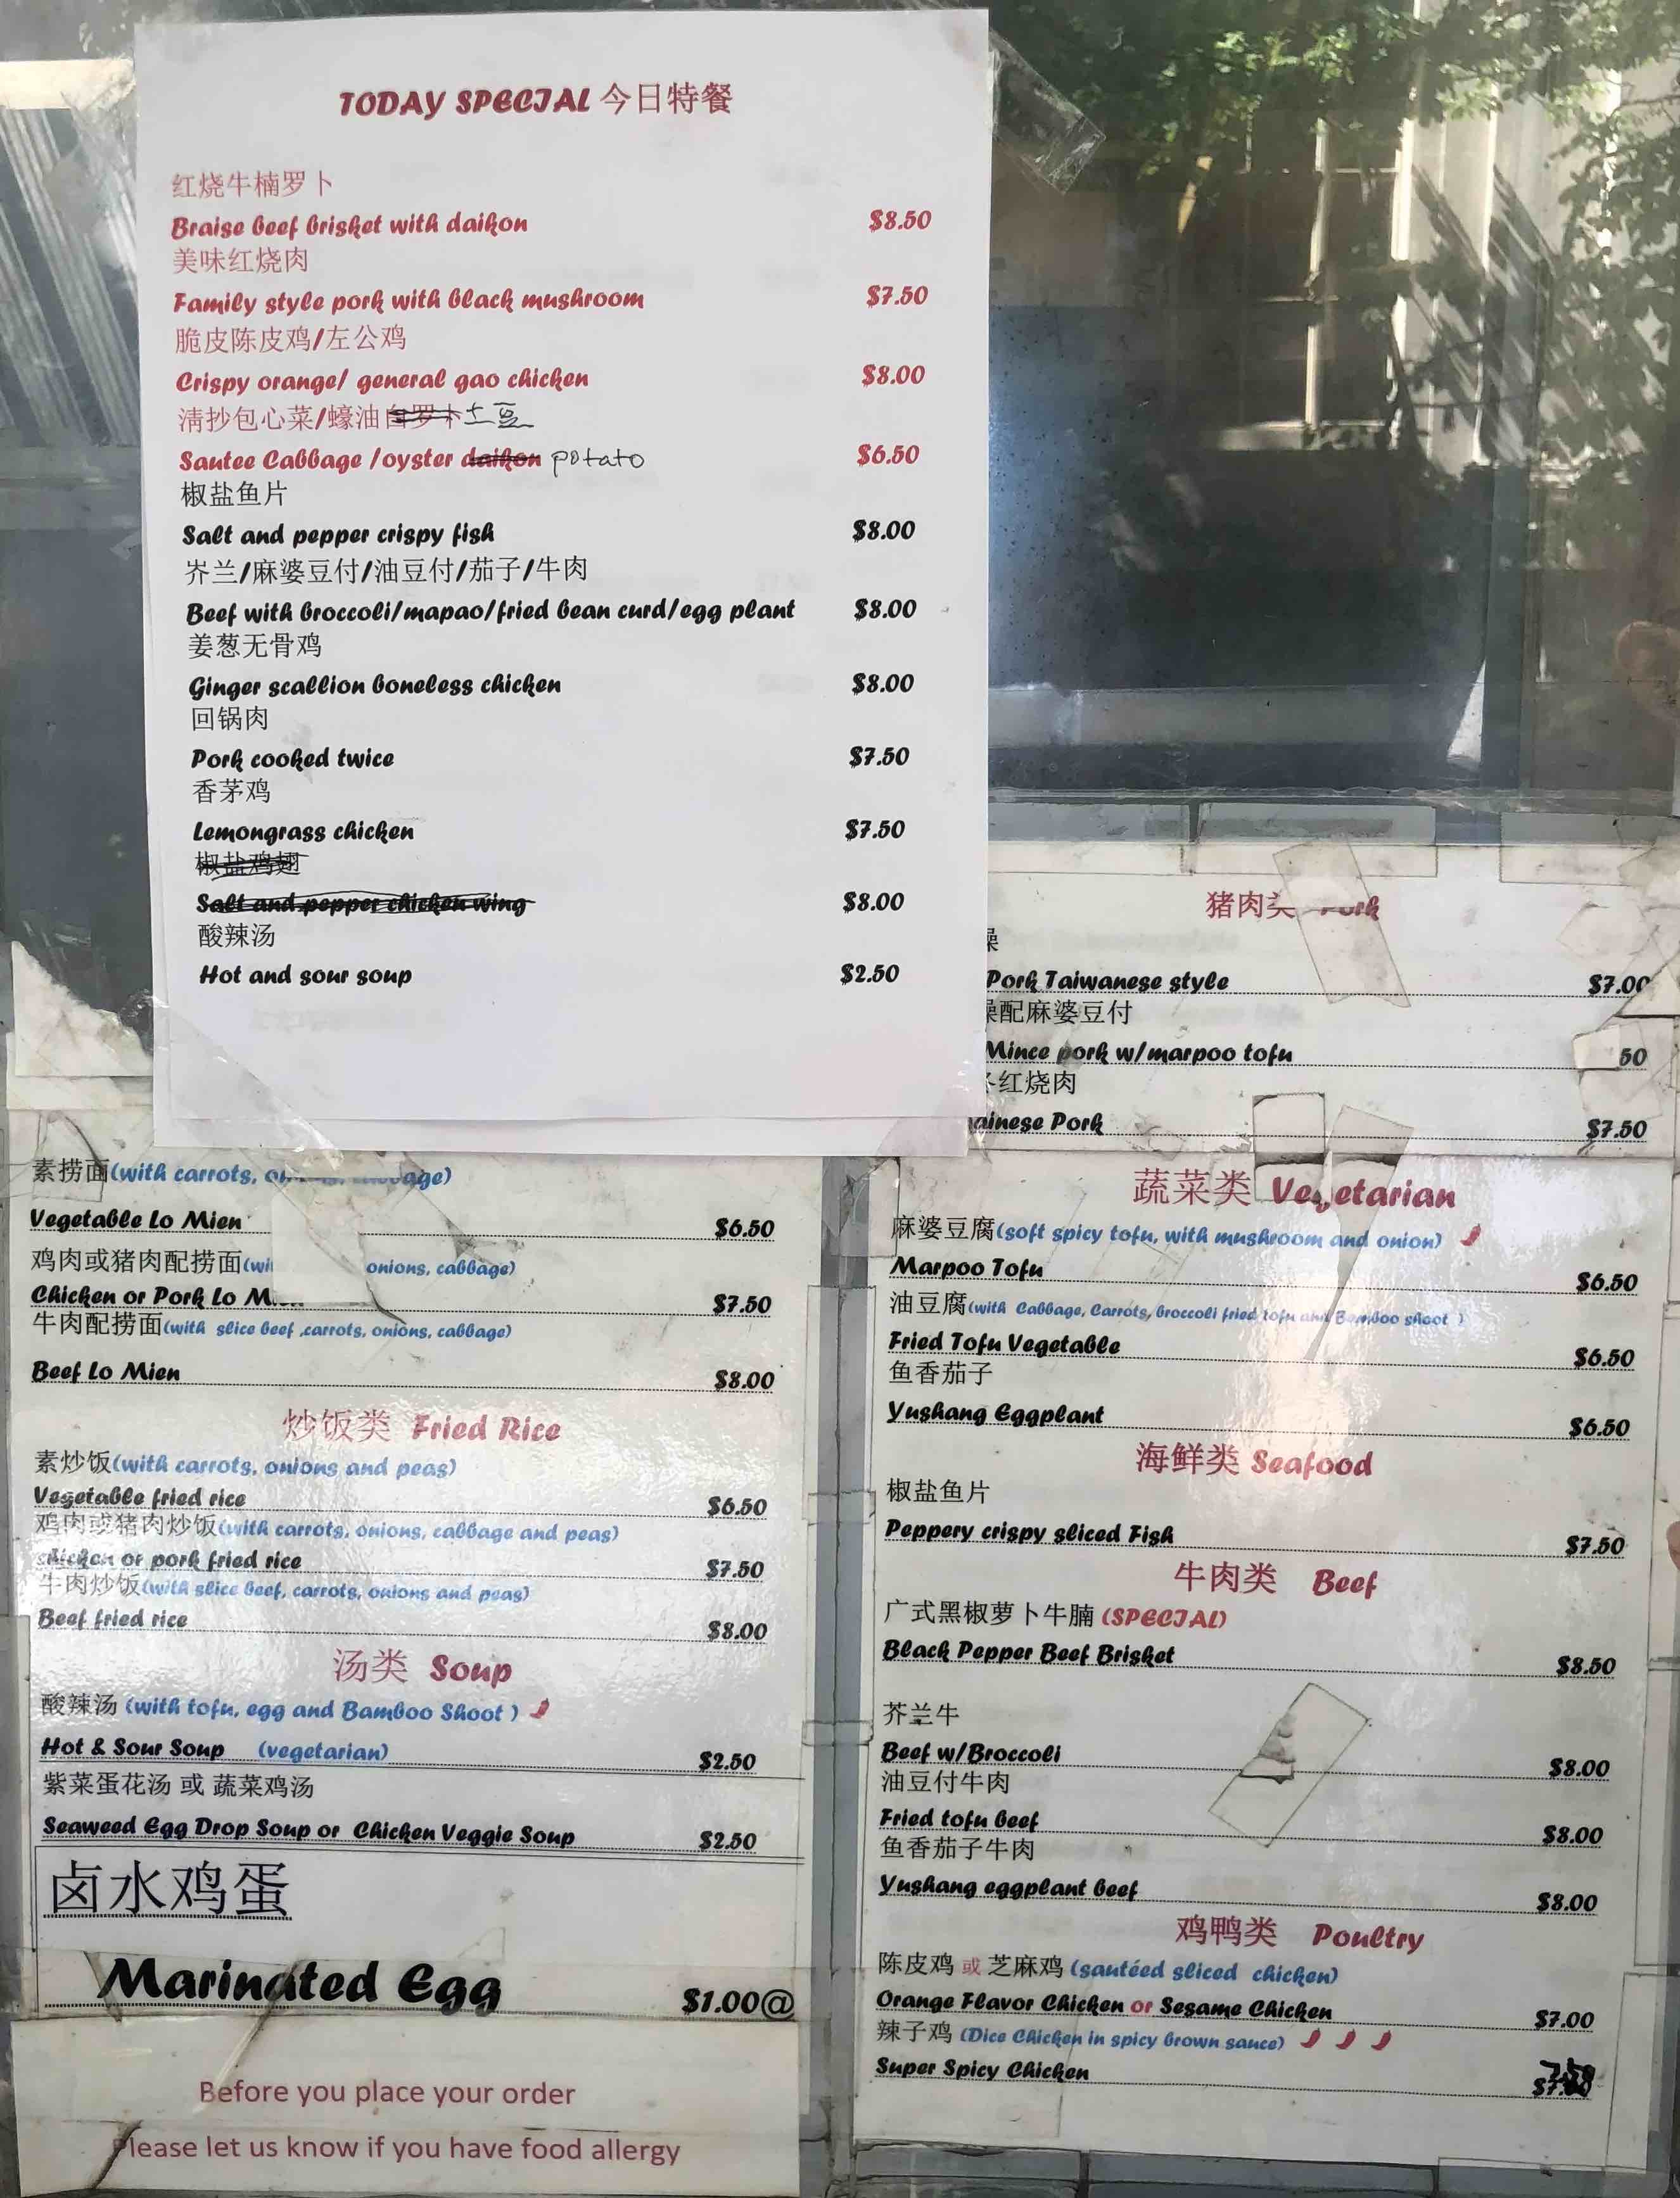 TODAY SPECIAL 今日特餐
红烧牛楠罗卜
Braise beef brisket with daikon $8.50
美味红烧肉
Family style pork with black mushroom $7.50
脆皮陈皮鸡/左公鸡
Crispy orange/ general gao chicken $8.00
清抄包心菜/蠔油白罗卜土豆
Sautee Cabbage /oyster daikon potato $6.50
椒盐鱼片
Salt and pepper crispy fish $8.00
芥兰/麻婆豆付/油豆付/茄子/牛肉
Beef with broccoli/mapao/fried bean curd/egg plant $8.00
姜葱无骨鸡
Ginger scallion boneless chicken $8.00
回锅肉
Pork cooked twice $7.50
香茅鸡
Lemongrass chicken $7.50
椒盐鸡翅
Salt and pepper chicken wing $8.00
酸辣汤
Hot and sour soup $2.50
素捞面(with carrots,
Vegetable Lo Mien $6.50
鸡肉或猪肉配捞面 onions, cabbage)
Chicken or Pork Lo $7.50
牛肉配捞面(with slice beef ,carrots, onions, cabbage)
Beef Lo Mien $8.00
炒饭类 Fried Rice
素炒饭(with carrots, onions and peas)
Vegetable fried rice $6.50
鸡肉或猪肉炒饭(with carrots, onions, cabbage and peas)
chicken or pork fried rice $7.50
牛肉炒饭(with slice beef, carrots, onions and peas)
Beef fried rice $8.00
汤类 Soup
酸辣汤 (with tofu, egg and Bamboo Shoot )
Hot & Sour Soup (vegetarian) $2.50
紫菜蛋花汤 或 蔬菜鸡汤
Seaweed Egg Drop Soup or Chicken Veggie Soup $2.50
卤水鸡蛋
Marinated Egg $1.00@
Before you place your order
Please let us know if you have food allergy
猪肉类 Pork
Pork Taiwanese style $7.00
配麻婆豆付
Mince pork w/marpoo tofu 50
红烧肉
Pork $7.50
蔬菜类 Vegetarian
麻婆豆腐(soft spicy tofu, with mushroom and onion)
Marpoo Tofu $6.50
油豆腐(with Cabbage, Carrots, broccoli fried tofu and Bamboo shoot )
Fried Tofu Vegetable $6.50
鱼香茄子
Yushang Eggplant $6.50
海鲜类 Seafood
椒盐鱼片
Peppery crispy sliced Fish $7.50
牛肉类 Beef
广式黑椒萝卜牛腩 (SPECIAL)
Black Pepper Beef Brisket $8.50
芥兰牛
Beef w/Broccoli $8.00
油豆付牛肉
Fried tofu beef $8.00
鱼香茄子牛肉
Yushang eggplant beef $8.00
鸡鸭类 Poultry
陈皮鸡 或 芝麻鸡 (sautéed sliced chicken)
Orange Flavor Chicken or Sesame Chicken $7.00
辣子鸡 (Dice Chicken in spicy brown sauce)
Super Spicy Chicken 7.50